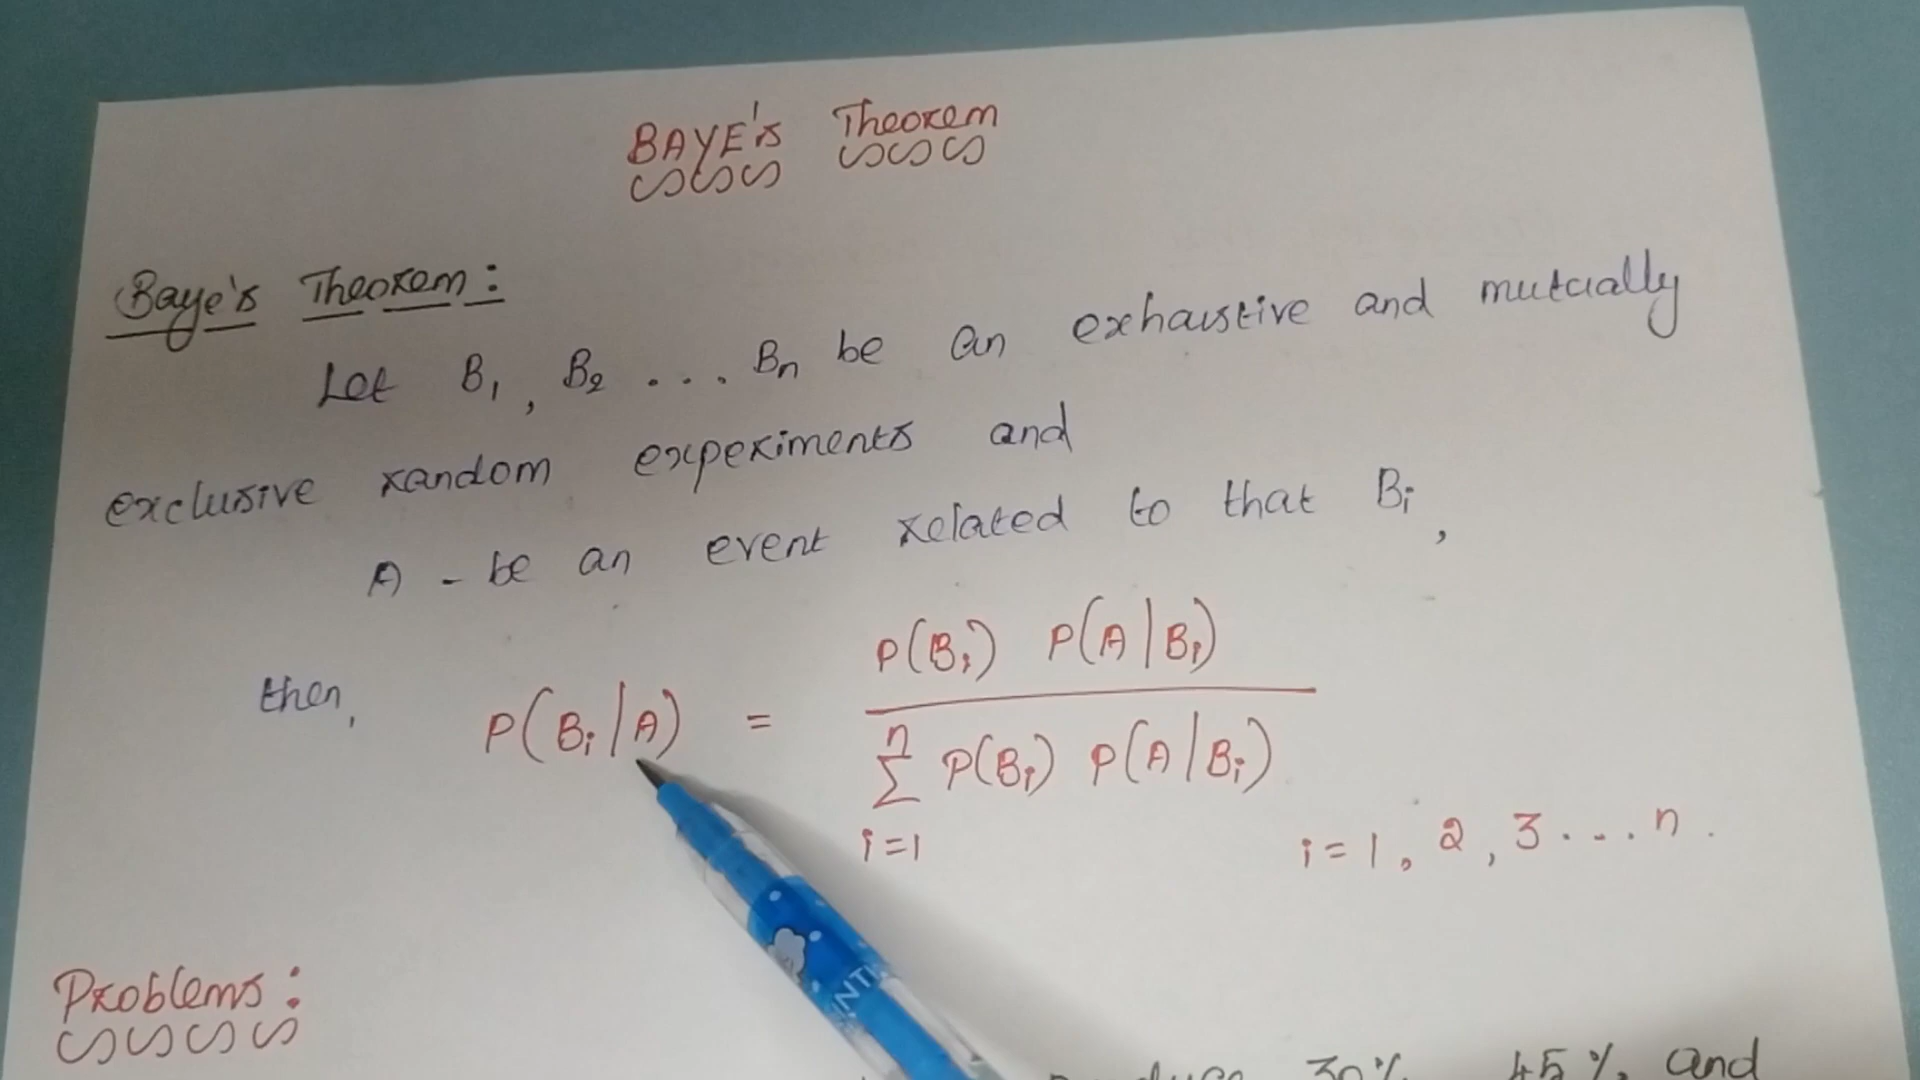 BAYE's Theorem
Baye's Theorem:
Let B₁, B₂ ... Bn be an exhaustive and mutually
exclusive random experiments and
A - be an event related to that Bi,
then, P(Bi/A) = P(Bi) P(A/Bi) / n Σ i=1 P(Bi) P(A/Bi)
i=1, 2, 3 ... n.
Problems:
30% 45% and